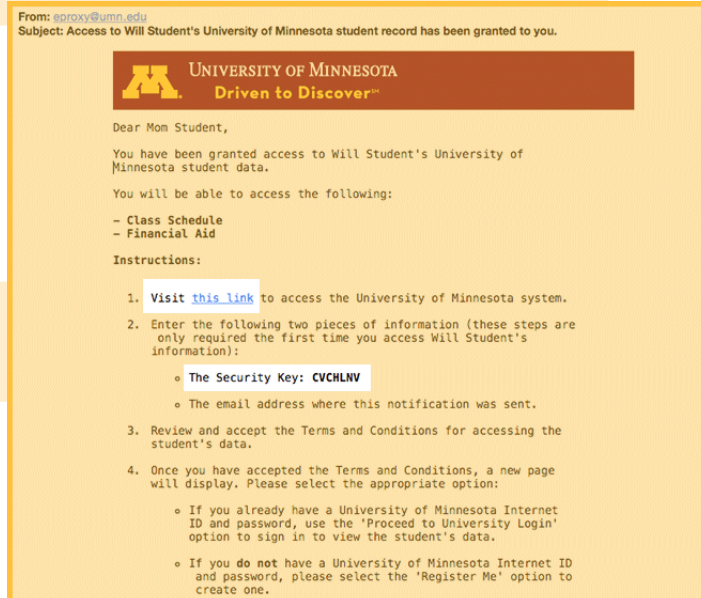 From: eproxy@umn.edu
Subject: Access to Will Student's University of Minnesota student record has been granted to you.
M
UNIVERSITY OF MINNESOTA
Driven to Discover℠
Dear Mom Student,
You have been granted access to Will Student's University of
Minnesota student data.
You will be able to access the following:
– Class Schedule
– Financial Aid
Instructions:
1. Visit this link to access the University of Minnesota system.
2. Enter the following two pieces of information (these steps are
only required the first time you access Will Student's
information):
◦ The Security Key: CVCHLNV
◦ The email address where this notification was sent.
3. Review and accept the Terms and Conditions for accessing the
student's data.
4. Once you have accepted the Terms and Conditions, a new page
will display. Please select the appropriate option:
◦ If you already have a University of Minnesota Internet
ID and password, use the 'Proceed to University Login'
option to sign in to view the student's data.
◦ If you do not have a University of Minnesota Internet ID
and password, please select the 'Register Me' option to
create one.